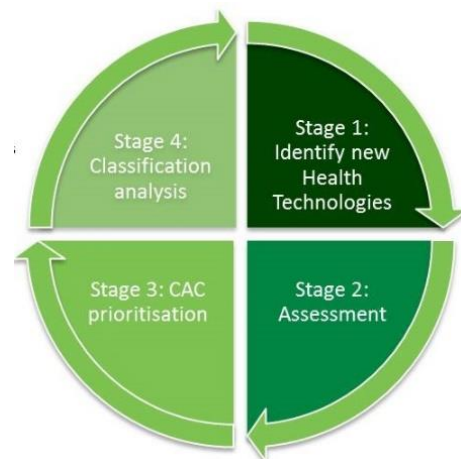 Stage 4:
Classification
analysis
Stage 1:
Identify new
Health
Technologies
Stage 3: CAC
prioritisation
Stage 2:
Assessment